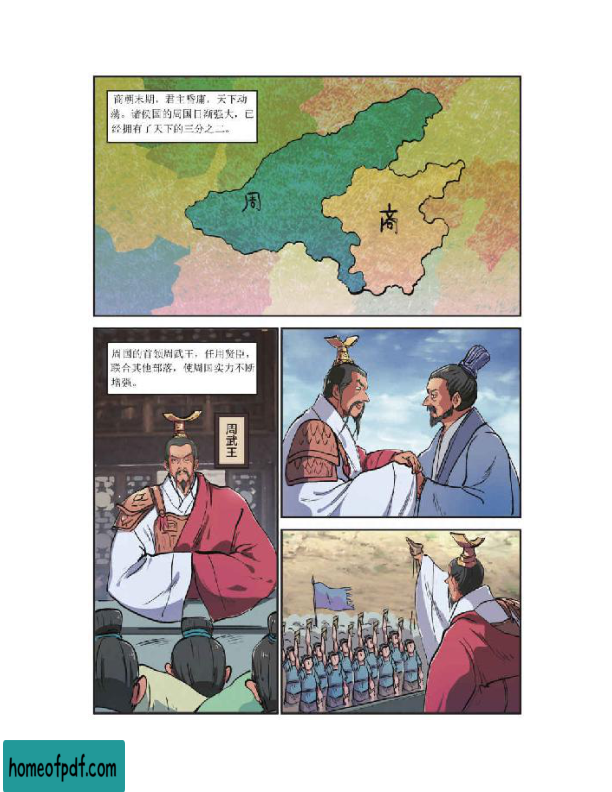 商朝末期，君主昏庸，天下动
荡。诸侯国的周国日渐强大，已
经拥有了天下的三分之二。
周
商
周国的首领周武王，任用贤臣，
联合其他部落，使周国实力不断
增强。
周武王
homeofpdf.com